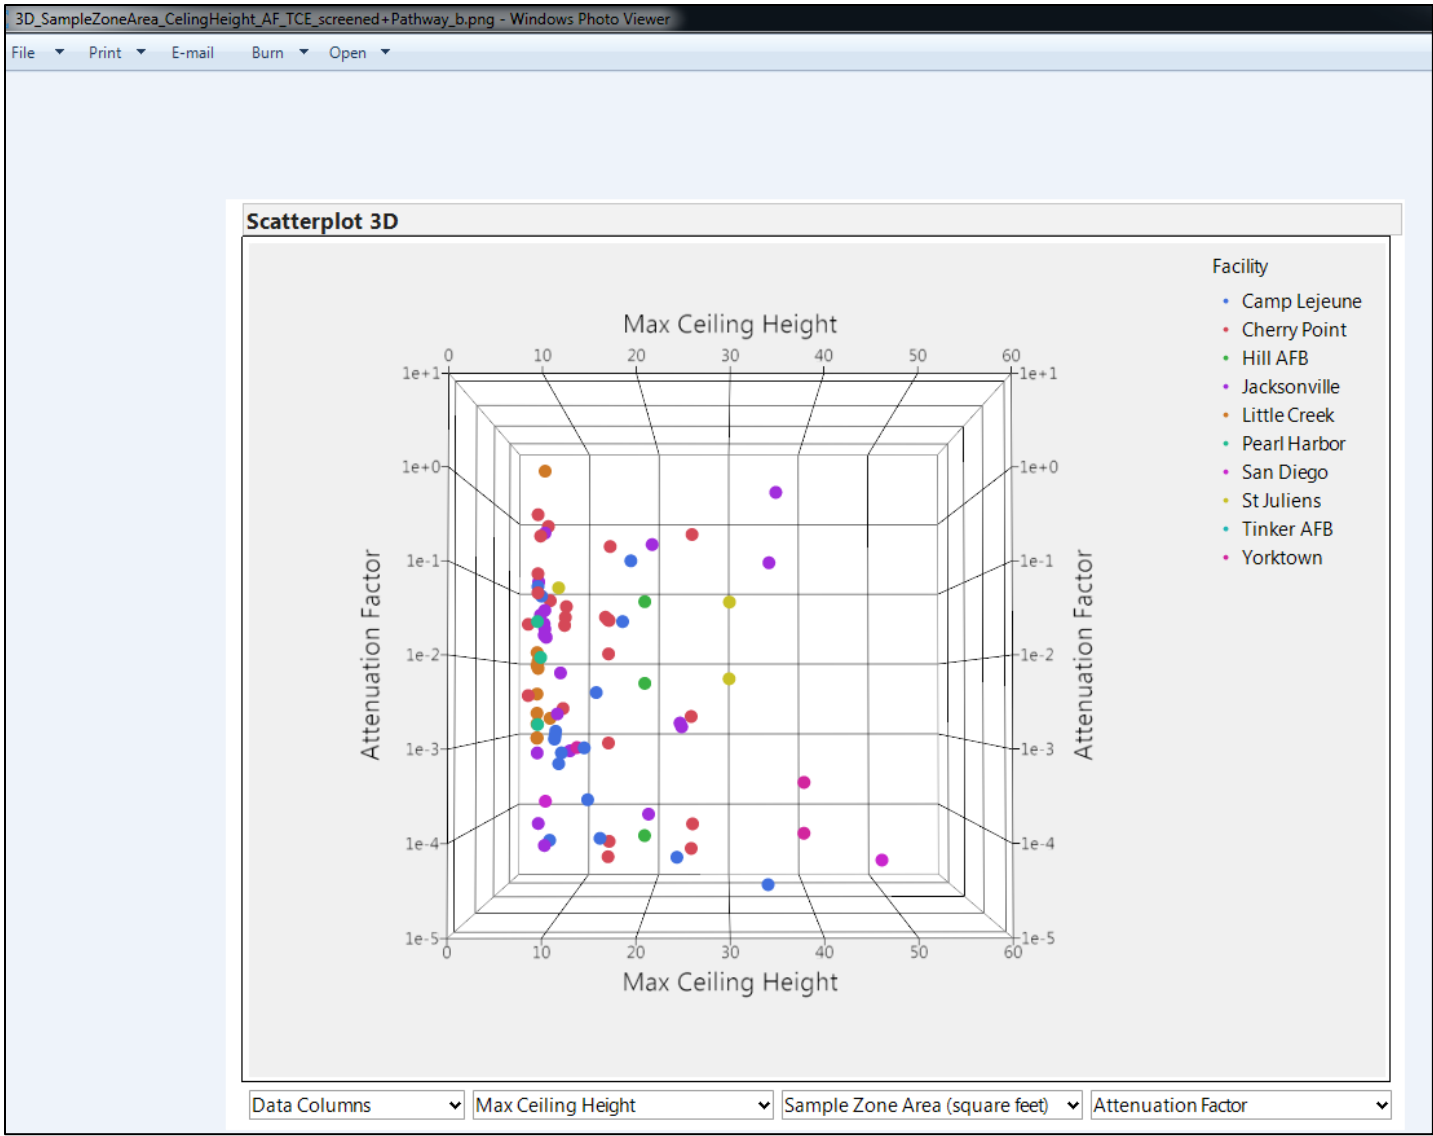 3D_SampleZoneArea_CelingHeight_AF_TCE_screened+Pathway_b.png - Windows Photo Viewer
File Print E-mail Burn Open
Scatterplot 3D
Facility
Camp Lejeune
Cherry Point
Hill AFB
Jacksonville
Little Creek
Pearl Harbor
San Diego
St Juliens
Tinker AFB
Yorktown
Max Ceiling Height
0 10 20 30 40 50 60
1e+1 1e+1
1e+0 1e+0
1e-1 1e-1
Attenuation Factor Attenuation Factor
1e-2 1e-2
1e-3 1e-3
1e-4 1e-4
1e-5 1e-5
0 10 20 30 40 50 60
Max Ceiling Height
Data Columns Max Ceiling Height Sample Zone Area (square feet) Attenuation Factor